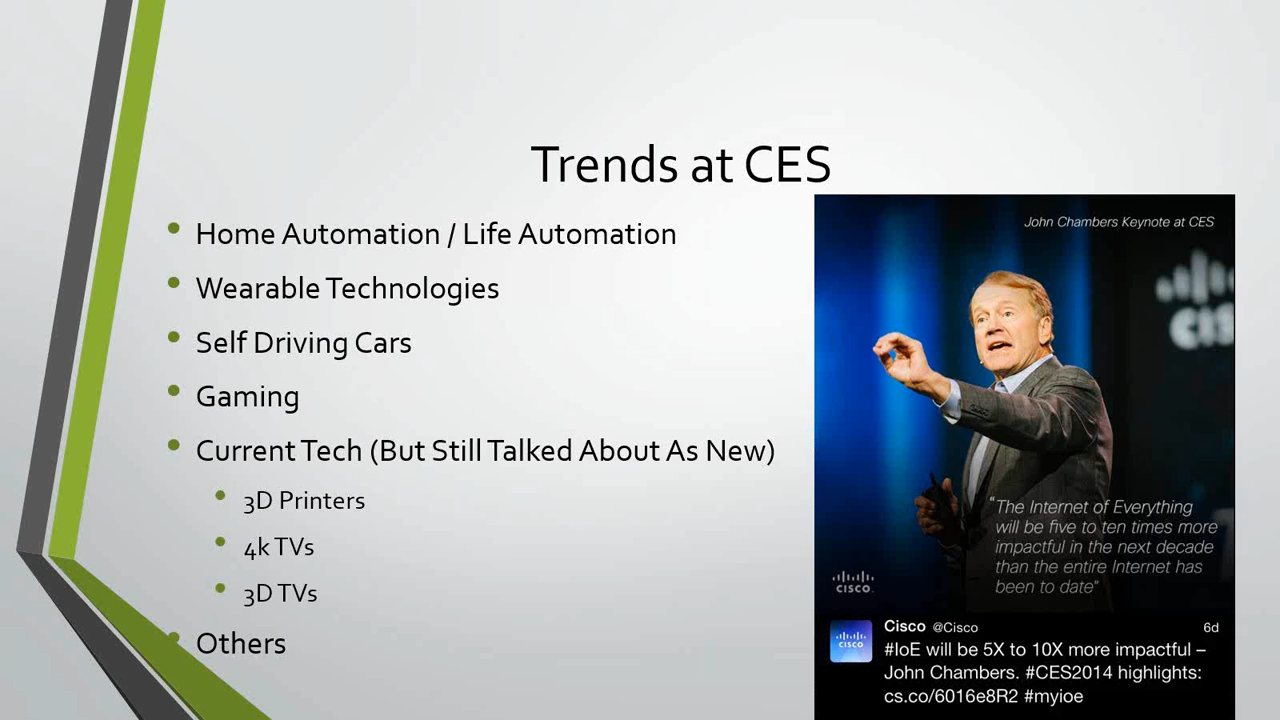 Trends at CES
Home Automation / Life Automation
Wearable Technologies
Self Driving Cars
Gaming
Current Tech (But Still Talked About As New)
3D Printers
4k TVs
3D TVs
Others
John Chambers Keynote at CES
cis
“The Internet of Everything
will be five to ten times more
impactful in the next decade
than the entire Internet has
been to date”
CISCO
CISCO
Cisco @Cisco 6d
#IoE will be 5X to 10X more impactful –
John Chambers. #CES2014 highlights:
cs.co/6016e8R2 #myioe